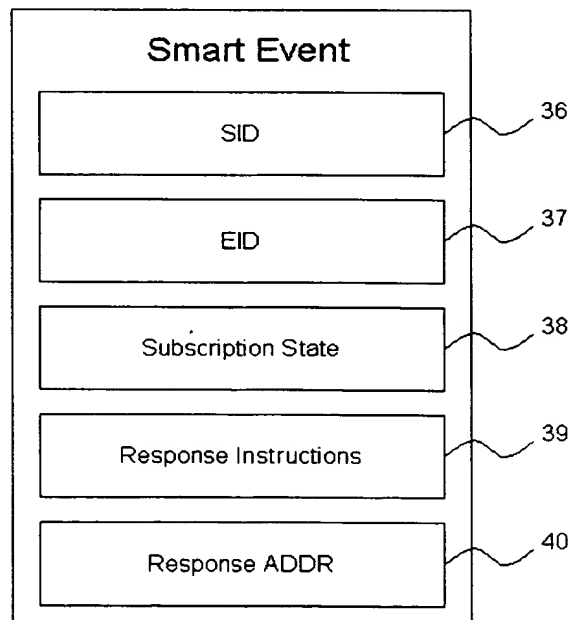 Smart Event
SID
36
EID
37
Subscription State
38
Response Instructions
39
Response ADDR
40